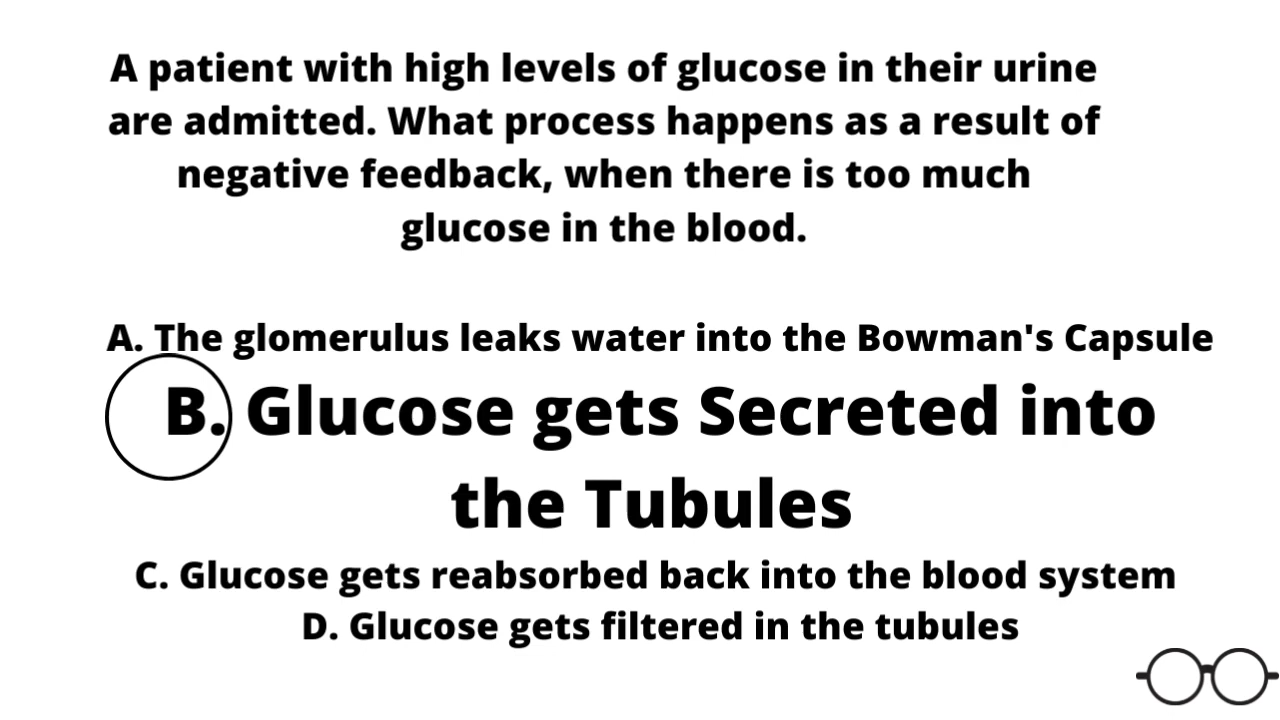 A patient with high levels of glucose in their urine
are admitted. What process happens as a result of
negative feedback, when there is too much
glucose in the blood.
A. The glomerulus leaks water into the Bowman's Capsule
B. Glucose gets Secreted into
the Tubules
C. Glucose gets reabsorbed back into the blood system
D. Glucose gets filtered in the tubules